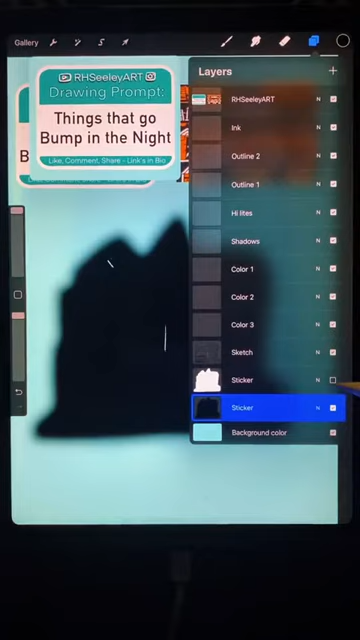 Gallery
RHSeeleyART
Drawing Prompt:
Things that go
Bump in the Night
Like, Comment, Share - Link's in Bio
B
Layers
RHSeeleyART N
Ink N
Outline 2 N
Outline 1 N
Hi lites N
Shadows N
Color 1 N
Color 2 N
Color 3 N
Sketch N
Sticker N
Sticker N
Background color